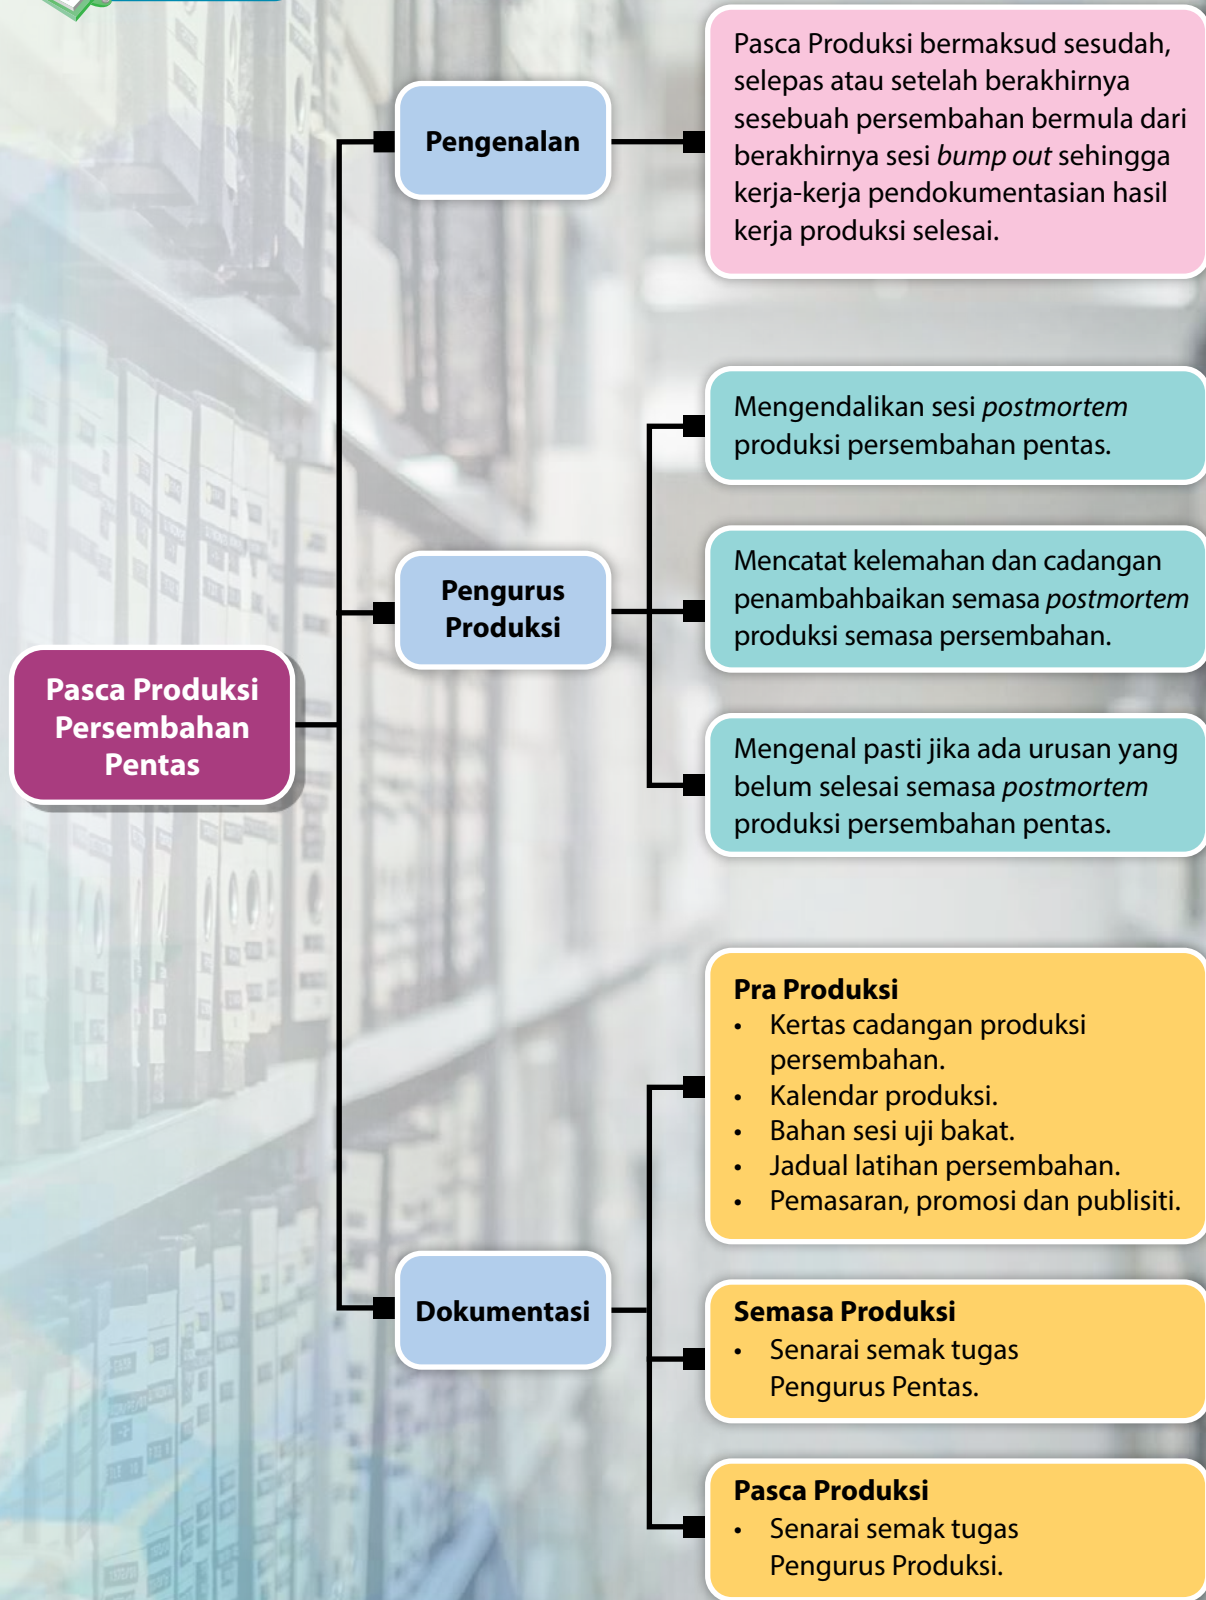 Pasca Produksi
Persembahan
Pentas
Pengenalan
Pasca Produksi bermaksud sesudah,
selepas atau setelah berakhirnya
sesebuah persembahan bermula dari
berakhirnya sesi bump out sehingga
kerja-kerja pendokumentasian hasil
kerja produksi selesai.
Pengurus
Produksi
Mengendalikan sesi postmortem
produksi persembahan pentas.
Mencatat kelemahan dan cadangan
penambahbaikan semasa postmortem
produksi semasa persembahan.
Mengenal pasti jika ada urusan yang
belum selesai semasa postmortem
produksi persembahan pentas.
Dokumentasi
Pra Produksi
• Kertas cadangan produksi
persembahan.
• Kalendar produksi.
• Bahan sesi uji bakat.
• Jadual latihan persembahan.
• Pemasaran, promosi dan publisiti.
Semasa Produksi
• Senarai semak tugas
Pengurus Pentas.
Pasca Produksi
• Senarai semak tugas
Pengurus Produksi.